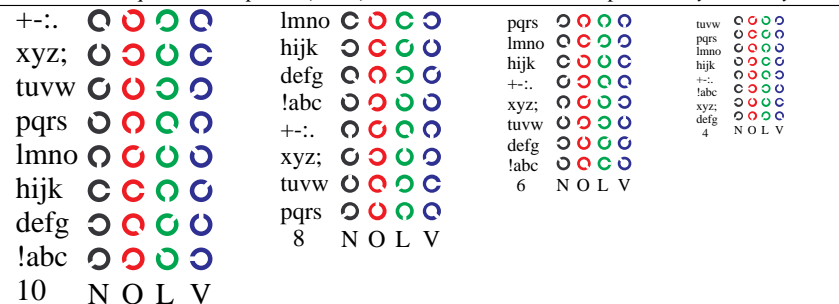 +-:.
xyz;
tuvw
pqrs
lmno
hijk
defg
!abc
10 N O L V
lmno
hijk
defg
!abc
+-:.
xyz;
tuvw
pqrs
8 N O L V
pqrs
lmno
hijk
+-:.
xyz;
tuvw
defg
!abc
6 N O L V
tuvw
pqrs
lmno
hijk
+-:.
!abc
xyz;
defg
4 N O L V